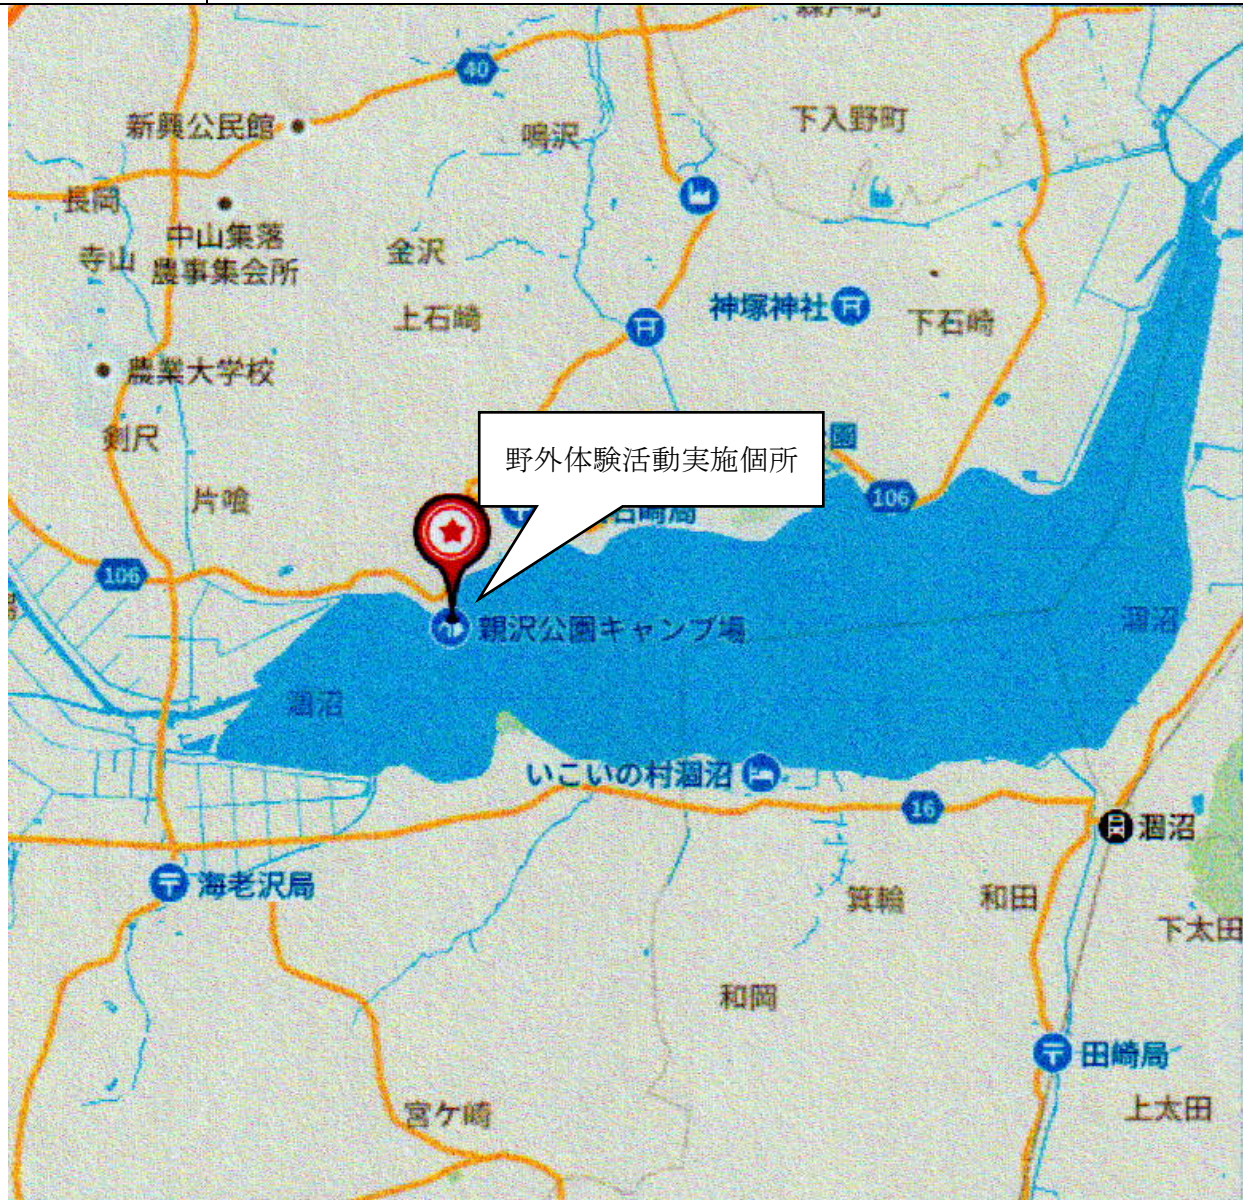 40
新興公民館
鳴沢
下入野町
長岡
中山集落
農事集会所
寺山
金沢
上石崎
神塚神社
下石崎
農業大学校
剣尺
野外体験活動実施個所
園
片喰
106
石崎局
106
親沢公園キャンプ場
涸沼
涸沼
いこいの村涸沼
16
涸沼
海老沢局
箕輪
和田
下太田
和岡
田崎局
宮ケ崎
上太田